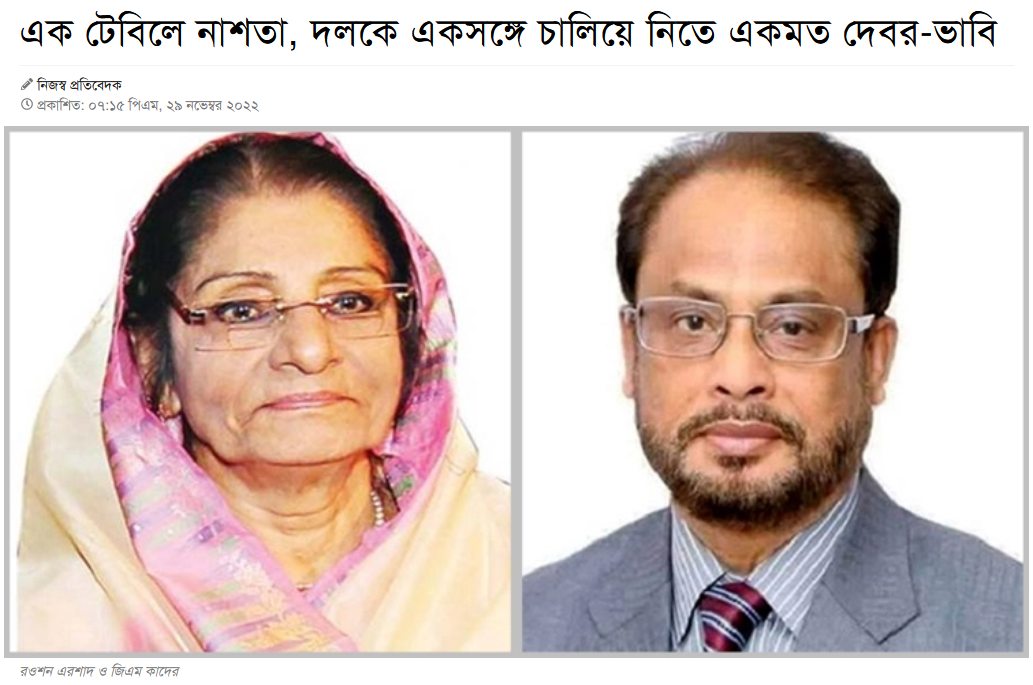 এক টেবিলে নাশতা, দলকে একসঙ্গে চালিয়ে নিতে একমত দেবর-ভাবি
নিজস্ব প্রতিবেদক
প্রকাশিত: ০৭:১৫ পিএম, ২৯ নভেম্বর ২০২২
রওশন এরশাদ ও জিএম কাদের